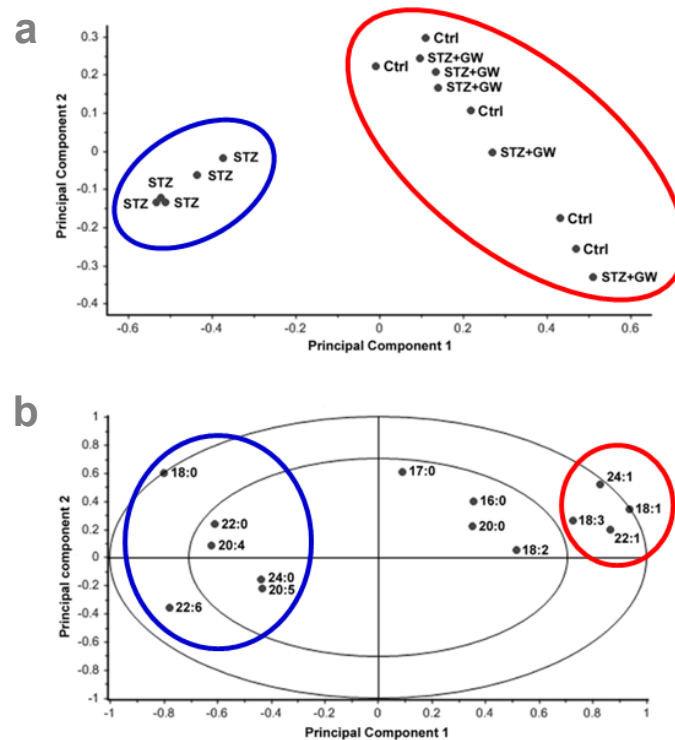 a
0.3
0.2
0.1
0
-0.1
-0.2
-0.3
-0.4
Principal Component 2
Ctrl
Ctrl
STZ+GW
STZ+GW
STZ+GW
Ctrl
STZ+GW
Ctrl
Ctrl
STZ+GW
STZ
STZ
STZ
STZ
STZ
-0.6
-0.4
-0.2
0
0.2
0.4
0.6
Principal Component 1
b
1
0.8
0.6
0.4
0.2
0
-0.2
-0.4
-0.6
-0.8
-1
Principal component 2
18:0
22:0
20:4
24:0
20:5
22:6
17:0
16:0
20:0
18:2
24:1
18:1
18:3
22:1
-1
-0.8
-0.6
-0.4
-0.2
0
0.2
0.4
0.6
0.8
1
Principal Component 1